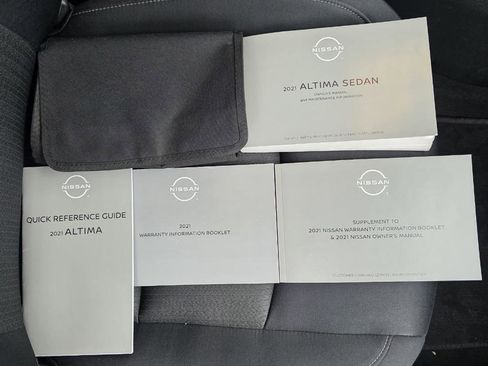 NISSAN
2021 ALTIMA SEDAN
OWNER'S MANUAL
and MAINTENANCE INFORMATION
NISSAN
QUICK REFERENCE GUIDE
2021 ALTIMA
NISSAN
2021
WARRANTY INFORMATION BOOKLET
NISSAN
SUPPLEMENT TO
2021 NISSAN WARRANTY INFORMATION BOOKLET
& 2021 NISSAN OWNER'S MANUAL